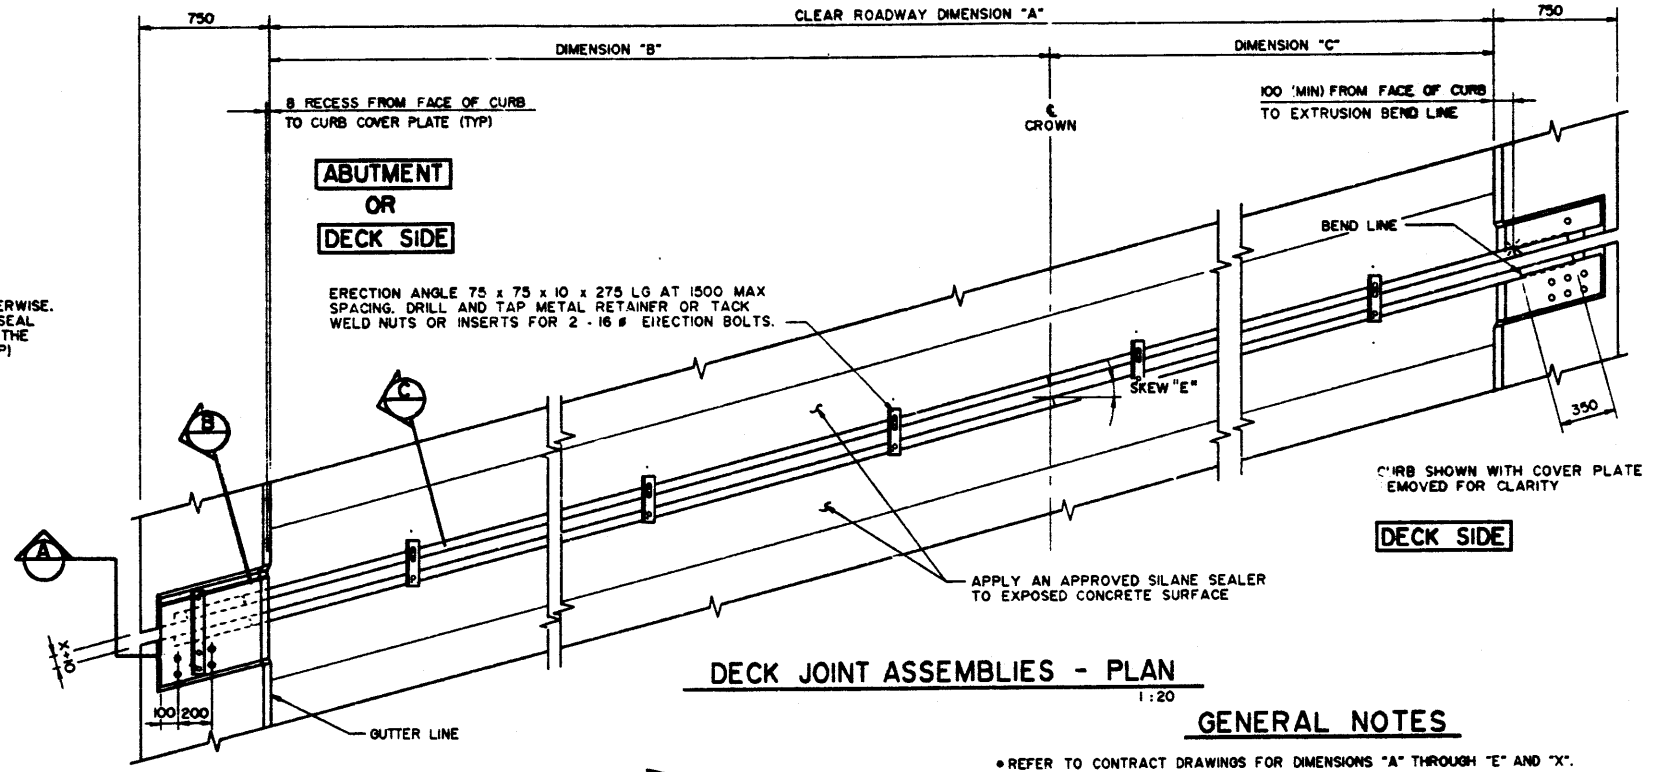 750
CLEAR ROADWAY DIMENSION "A"
750
DIMENSION "B"
DIMENSION "C"
8 RECESS FROM FACE OF CURB
TO CURB COVER PLATE (TYP)
100 (MIN) FROM FACE OF CURB
TO EXTRUSION BEND LINE
℄
CROWN
ABUTMENT
OR
DECK SIDE
BEND LINE
ERWISE.
SEAL
THE
P)
ERECTION ANGLE 75 x 75 x 10 x 275 LG AT 1500 MAX
SPACING. DRILL AND TAP METAL RETAINER OR TACK
WELD NUTS OR INSERTS FOR 2 - 16 ø ERECTION BOLTS.
C
SKEW "E"
350
B
CURB SHOWN WITH COVER PLATE
EMOVED FOR CLARITY
DECK SIDE
A
APPLY AN APPROVED SILANE SEALER
TO EXPOSED CONCRETE SURFACE
X+10
DECK JOINT ASSEMBLIES - PLAN
1:20
100 200
GUTTER LINE
GENERAL NOTES
• REFER TO CONTRACT DRAWINGS FOR DIMENSIONS "A" THROUGH "E" AND "X".